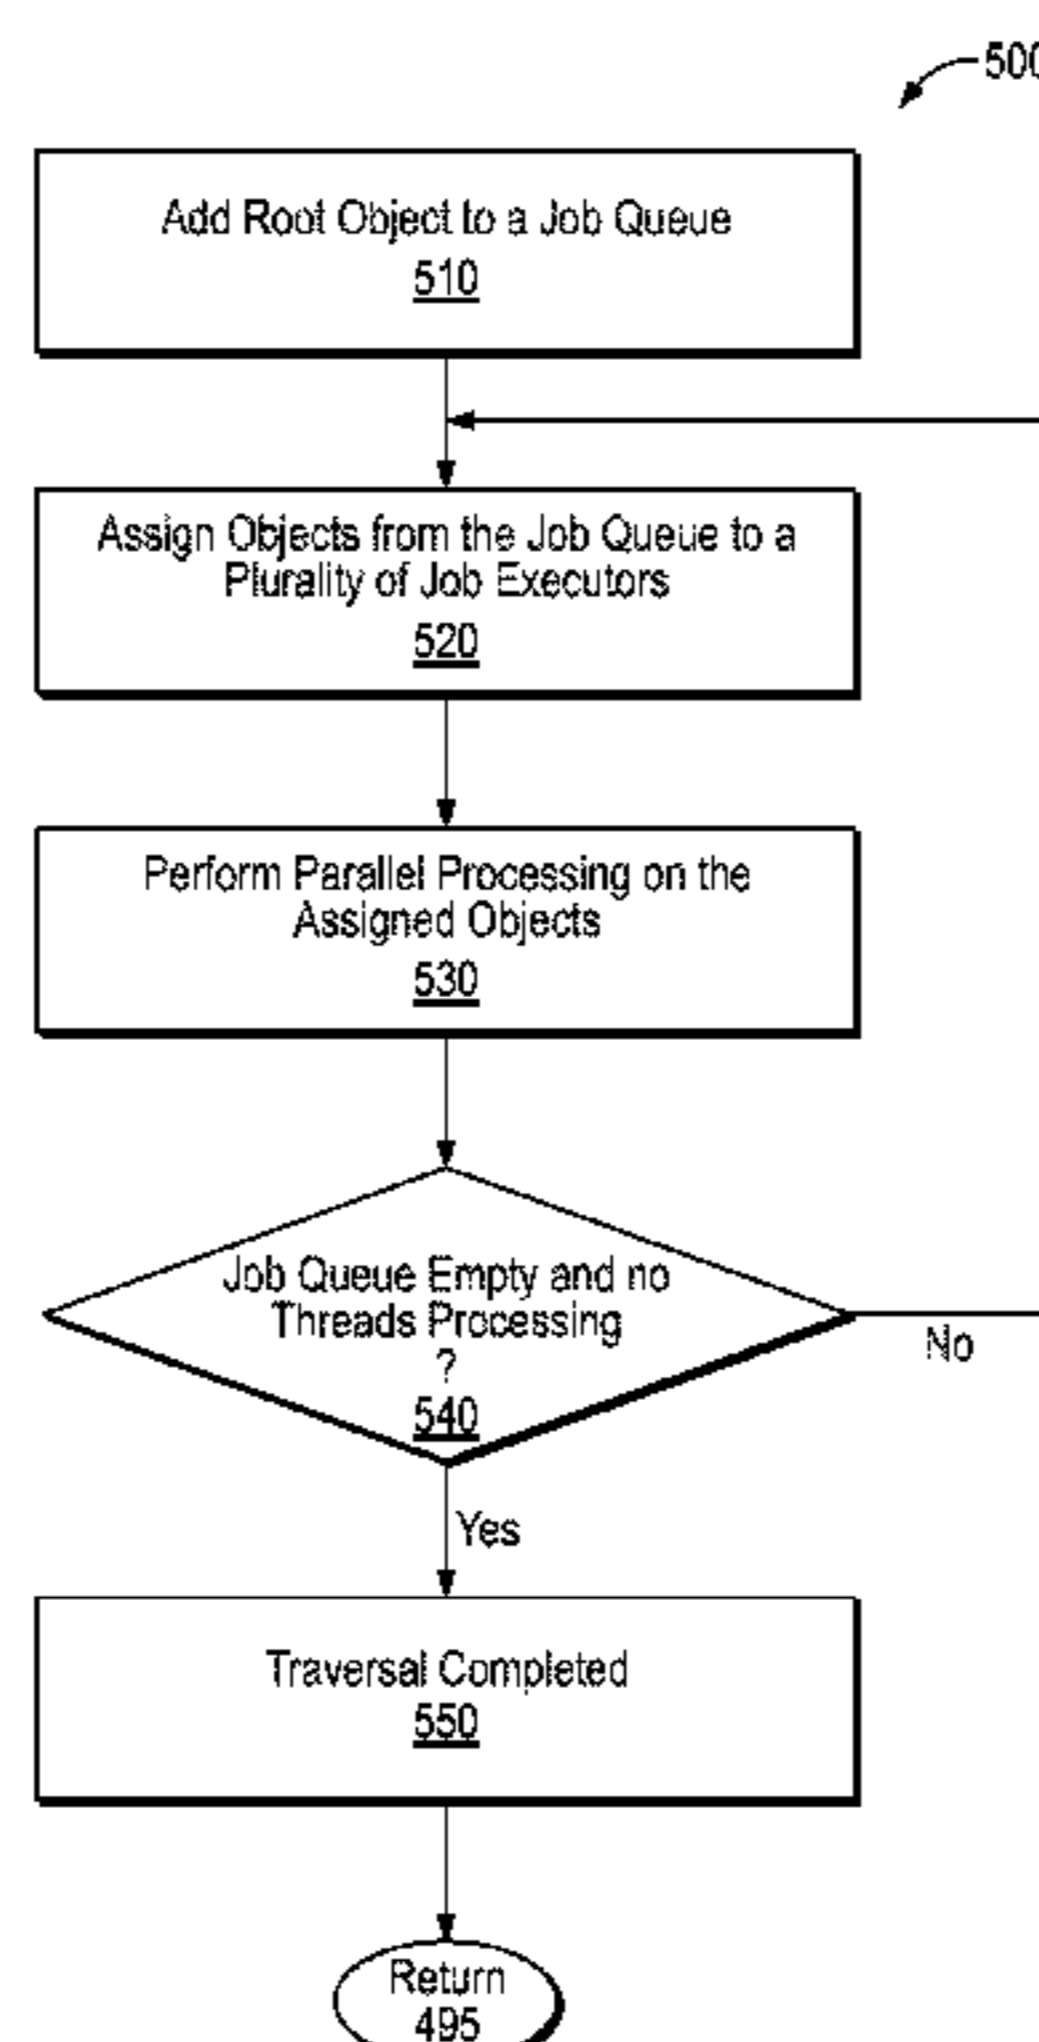 500
Add Root Object to a Job Queue
510
Assign Objects from the Job Queue to a
Plurality of Job Executors
520
Perform Parallel Processing on the
Assigned Objects
530
Job Queue Empty and no
Threads Processing
?
540
No
Yes
Traversal Completed
550
Return
495